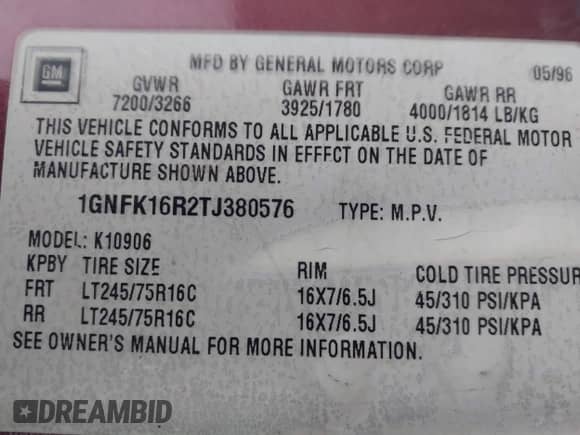 GM
MFD BY GENERAL MOTORS CORP 05/96
GVWR GAWR FRT GAWR RR
7200/3266 3925/1780 4000/1814 LB/KG
THIS VEHICLE CONFORMS TO ALL APPLICABLE U.S. FEDERAL MOTOR
VEHICLE SAFETY STANDARDS IN EFFFCT ON THE DATE OF
MANUFACTURE SHOWN ABOVE.
1GNFK16R2TJ380576 TYPE: M.P.V.
MODEL: K10906
KPBY TIRE SIZE RIM COLD TIRE PRESSUR
FRT LT245/75R16C 16X7/6.5J 45/310 PSI/KPA
RR LT245/75R16C 16X7/6.5J 45/310 PSI/KPA
SEE OWNER'S MANUAL FOR MORE INFORMATION.
DREAMBID